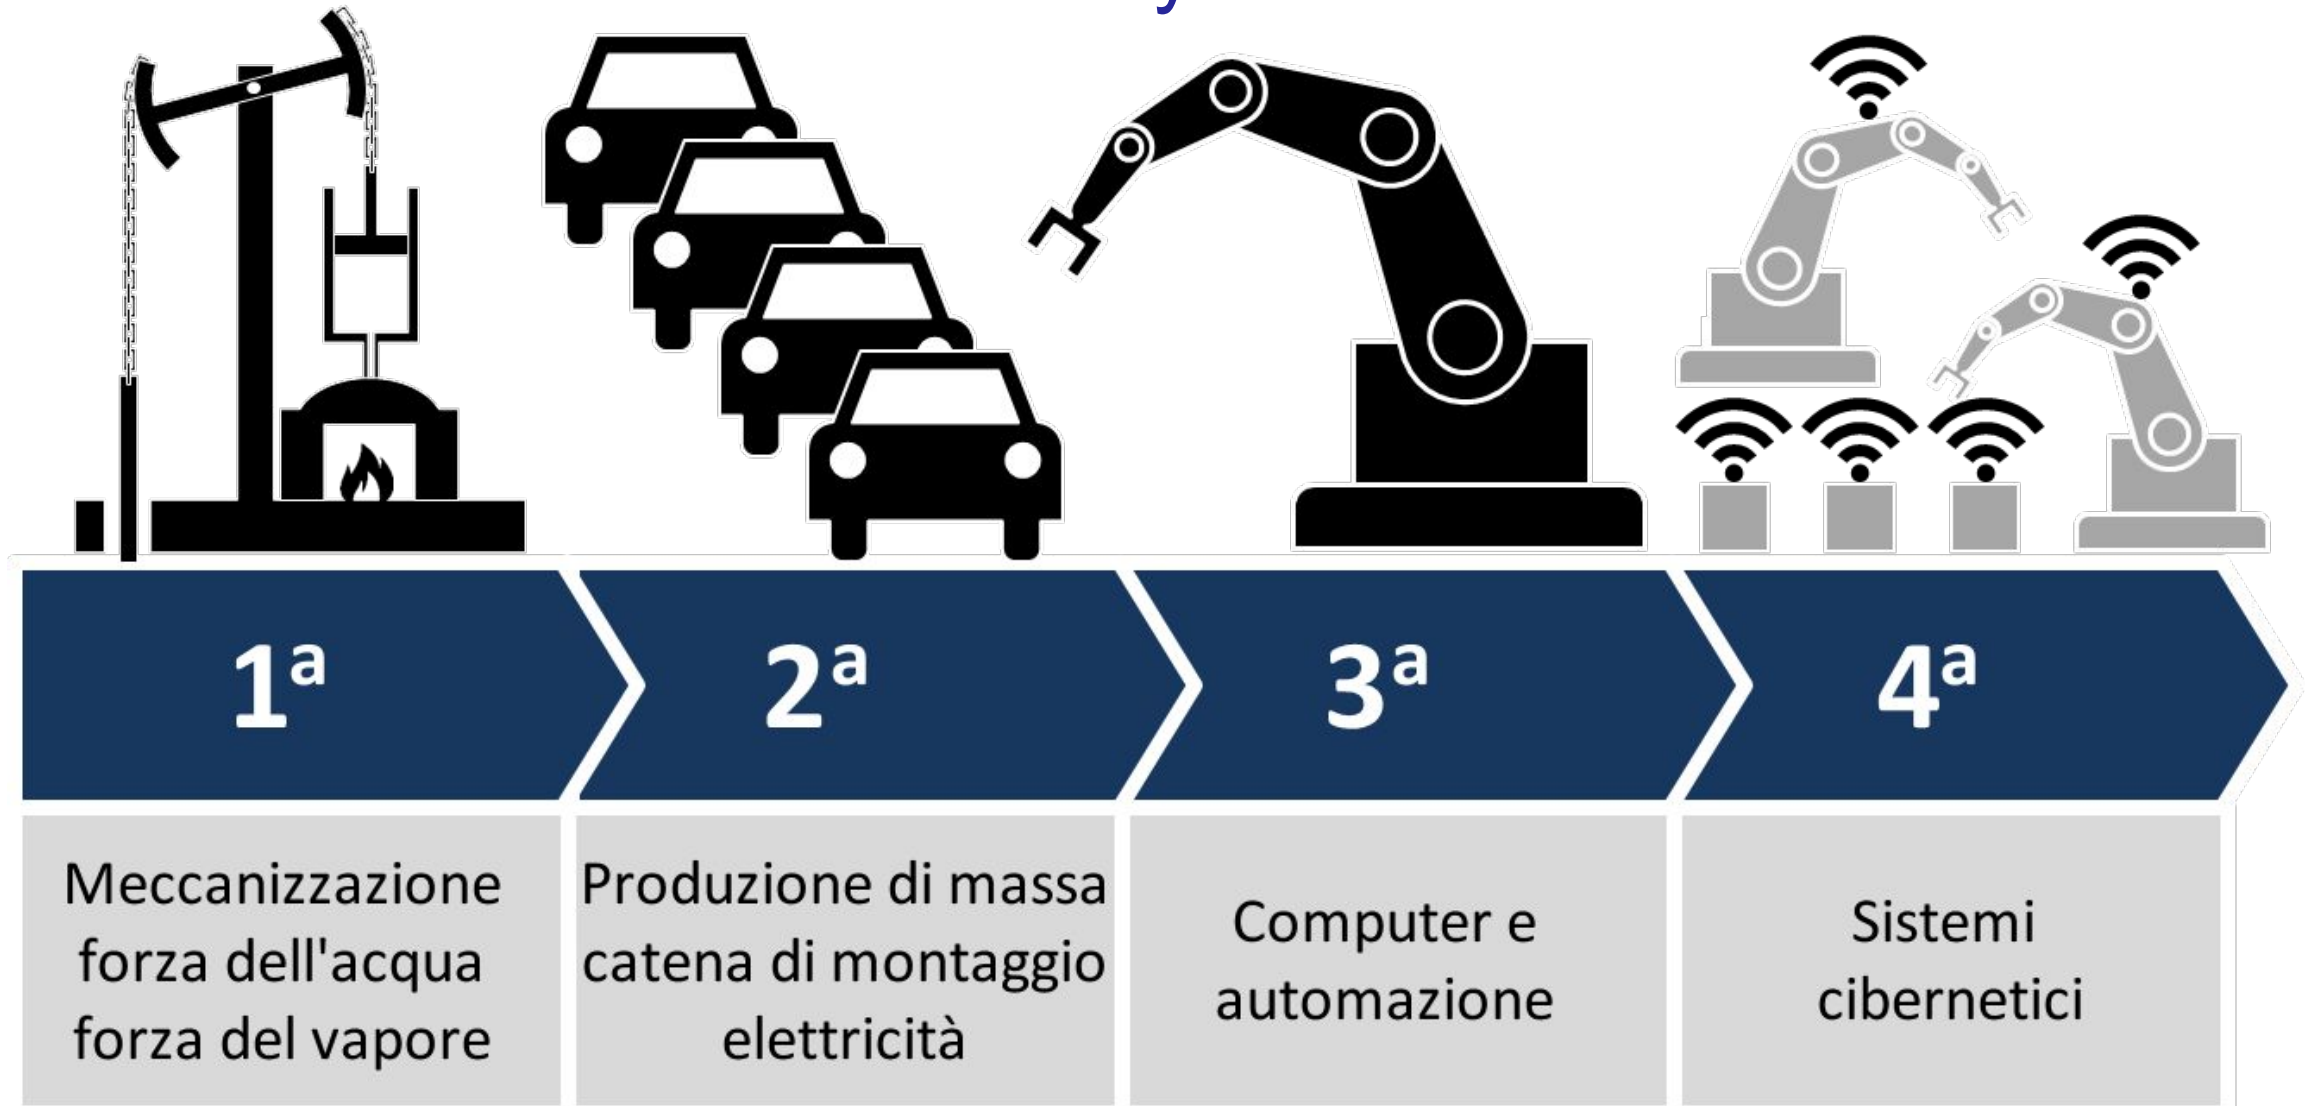 1ª
2ª
3ª
4ª
Meccanizzazione
forza dell'acqua
forza del vapore
Produzione di massa
catena di montaggio
elettricità
Computer e
automazione
Sistemi
cibernetici